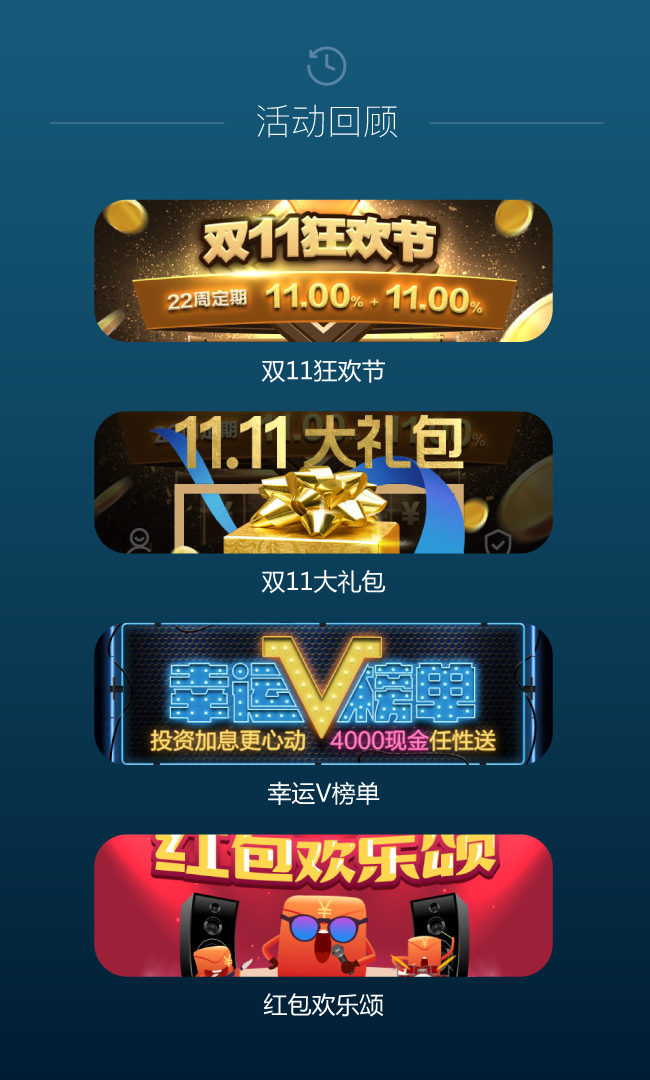 活动回顾
双11狂欢节
22周定期 11.00% + 11.00%
双11狂欢节
11.11 大礼包
双11大礼包
幸运V榜单
投资加息更心动 4000现金任性送
幸运V榜单
红包欢乐颂
红包欢乐颂